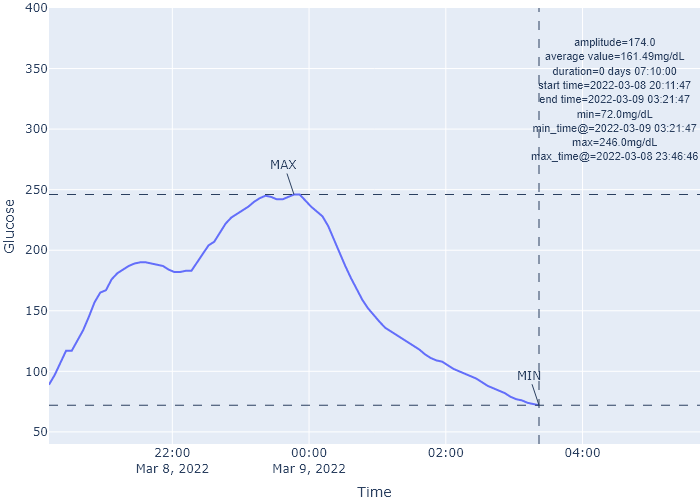 400
350
300
250
200
150
100
50
Glucose
amplitude=174.0
average value=161.49mg/dL
duration=0 days 07:10:00
start time=2022-03-08 20:11:47
end time=2022-03-09 03:21:47
min=72.0mg/dL
min_time@=2022-03-09 03:21:47
max=246.0mg/dL
max_time@=2022-03-08 23:46:46
MAX
MIN
22:00
Mar 8, 2022
00:00
Mar 9, 2022
02:00
04:00
Time